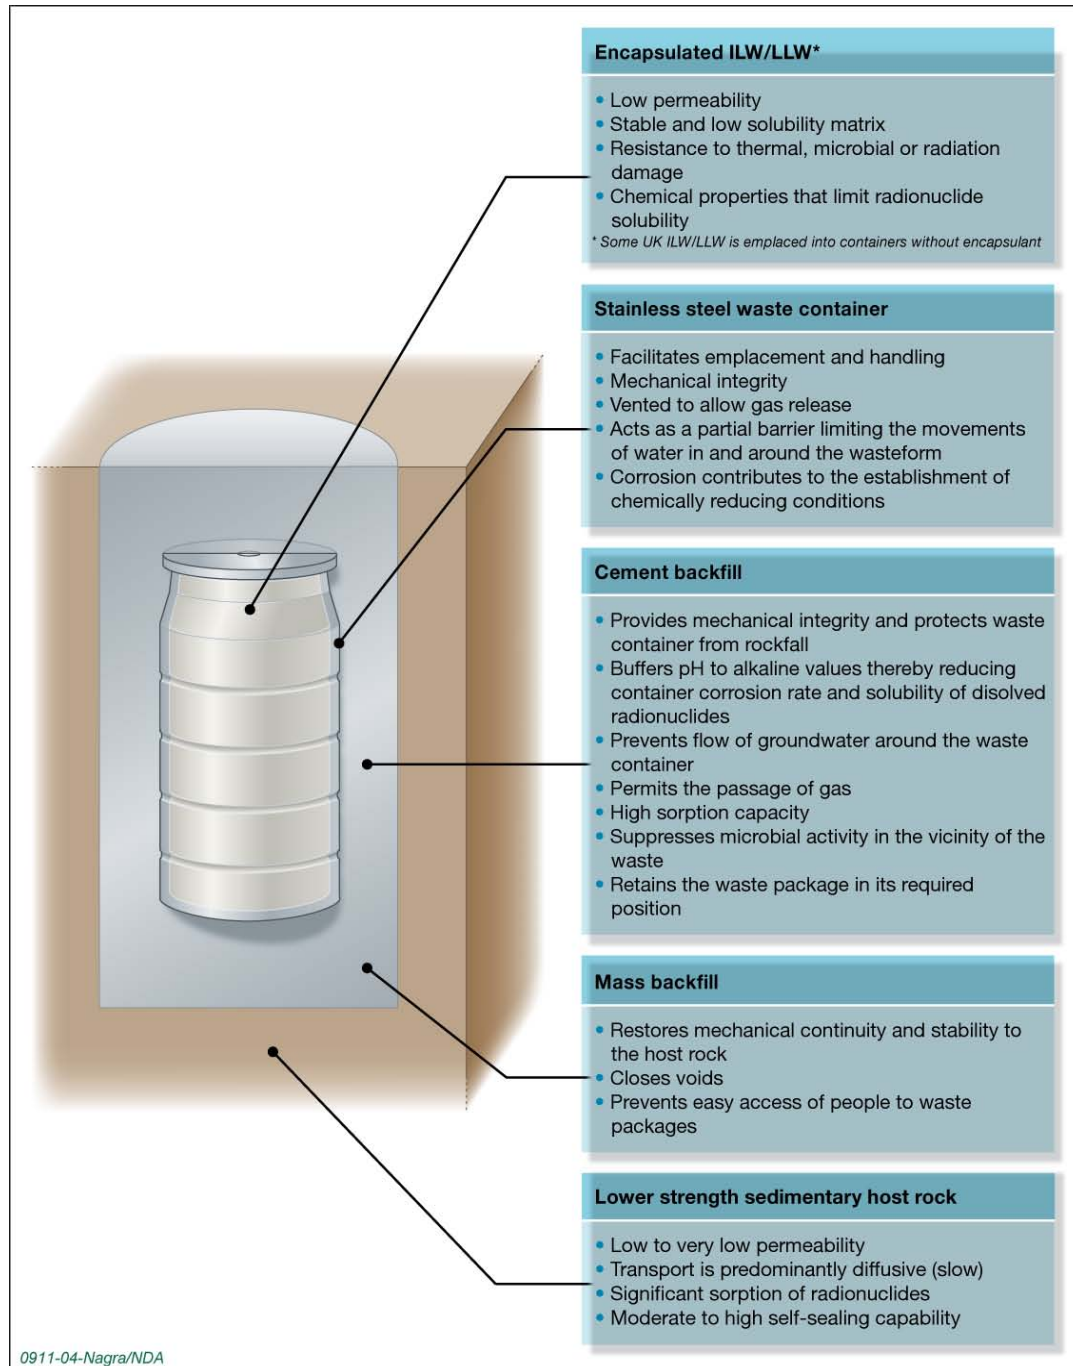 Encapsulated ILW/LLW*
• Low permeability
• Stable and low solubility matrix
• Resistance to thermal, microbial or radiation
damage
• Chemical properties that limit radionuclide
solubility
* Some UK ILW/LLW is emplaced into containers without encapsulant
Stainless steel waste container
• Facilitates emplacement and handling
• Mechanical integrity
• Vented to allow gas release
• Acts as a partial barrier limiting the movements
of water in and around the wasteform
• Corrosion contributes to the establishment of
chemically reducing conditions
Cement backfill
• Provides mechanical integrity and protects waste
container from rockfall
• Buffers pH to alkaline values thereby reducing
container corrosion rate and solubility of disolved
radionuclides
• Prevents flow of groundwater around the waste
container
• Permits the passage of gas
• High sorption capacity
• Suppresses microbial activity in the vicinity of the
waste
• Retains the waste package in its required
position
Mass backfill
• Restores mechanical continuity and stability to
the host rock
• Closes voids
• Prevents easy access of people to waste
packages
Lower strength sedimentary host rock
• Low to very low permeability
• Transport is predominantly diffusive (slow)
• Significant sorption of radionuclides
• Moderate to high self-sealing capability
0911-04-Nagra/NDA